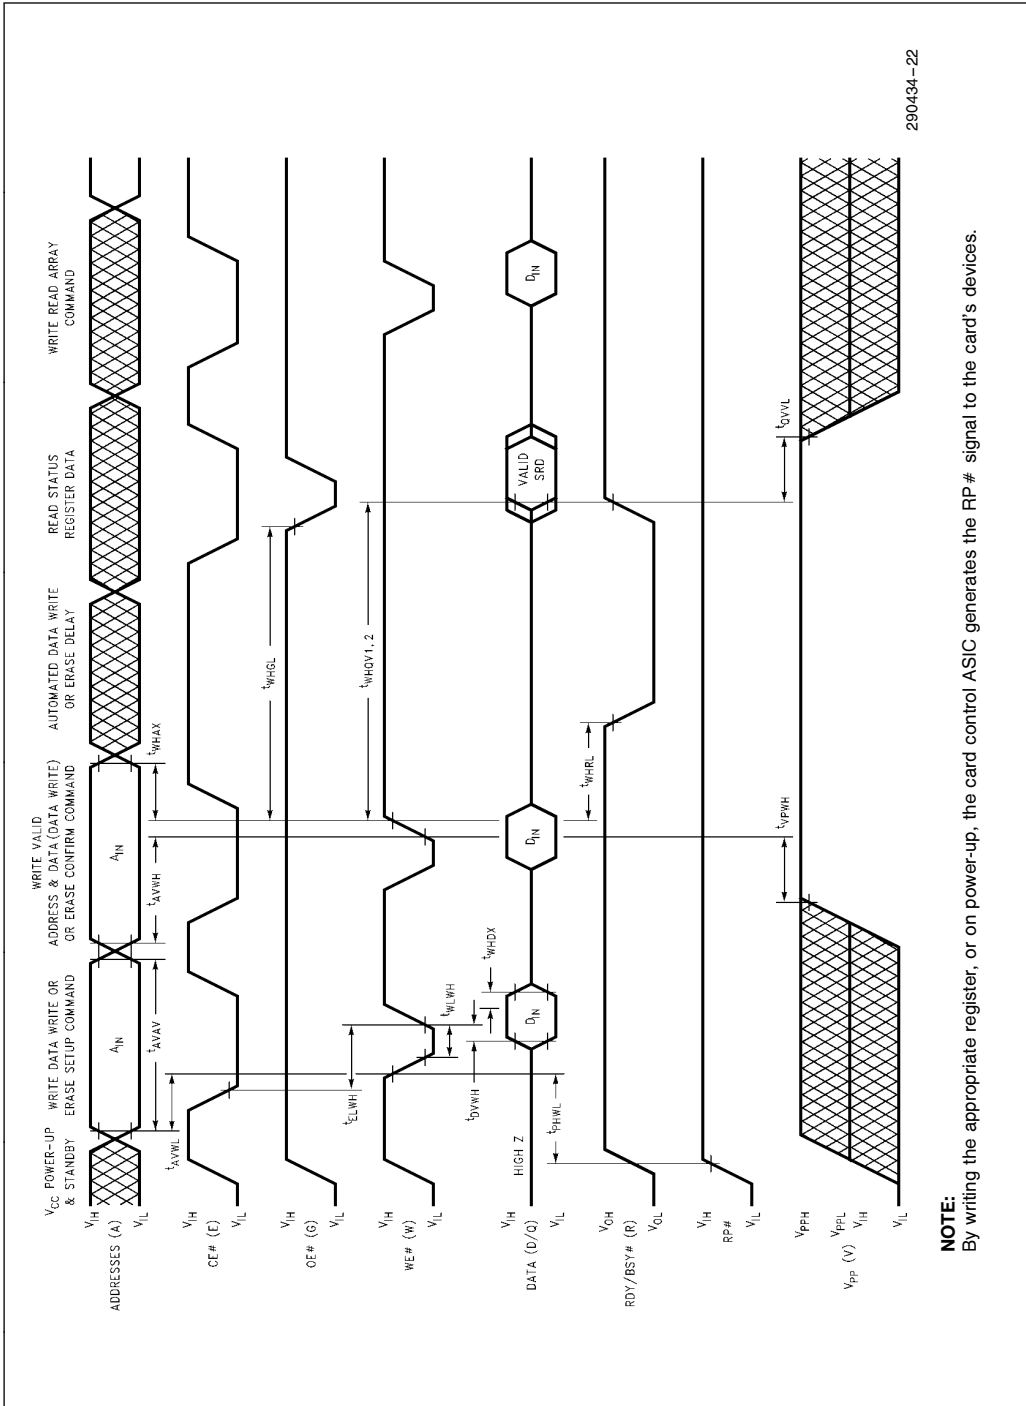 V_CC POWER-UP
& STANDBY
WRITE DATA WRITE OR
ERASE SETUP COMMAND
WRITE VALID
ADDRESS & DATA(DATA WRITE)
OR ERASE CONFIRM COMMAND
AUTOMATED DATA WRITE
OR ERASE DELAY
READ STATUS
REGISTER DATA
WRITE READ ARRAY
COMMAND
ADDRESSES (A)
V_IH
V_IL
A_IN
A_IN
t_AVAV
t_AVWH
t_WHAX
t_AVWL
CE# (E)
V_IH
V_IL
OE# (G)
V_IH
V_IL
t_WHGL
t_ELWH
t_WHQV1,2
WE# (W)
V_IH
V_IL
t_WLWH
t_DVWH
t_WHDX
DATA (D/Q)
V_IH
V_IL
HIGH Z
D_IN
D_IN
VALID
SRD
D_IN
t_PHWL
t_WHRL
RDY/BSY# (R)
V_OH
V_OL
RP#
V_IH
V_IL
t_VPWH
t_QVVL
V_PP (V)
V_PPH
V_PPL
V_IH
V_IL
290434–22
NOTE:
By writing the appropriate register, or on power-up, the card control ASIC generates the RP# signal to the card's devices.